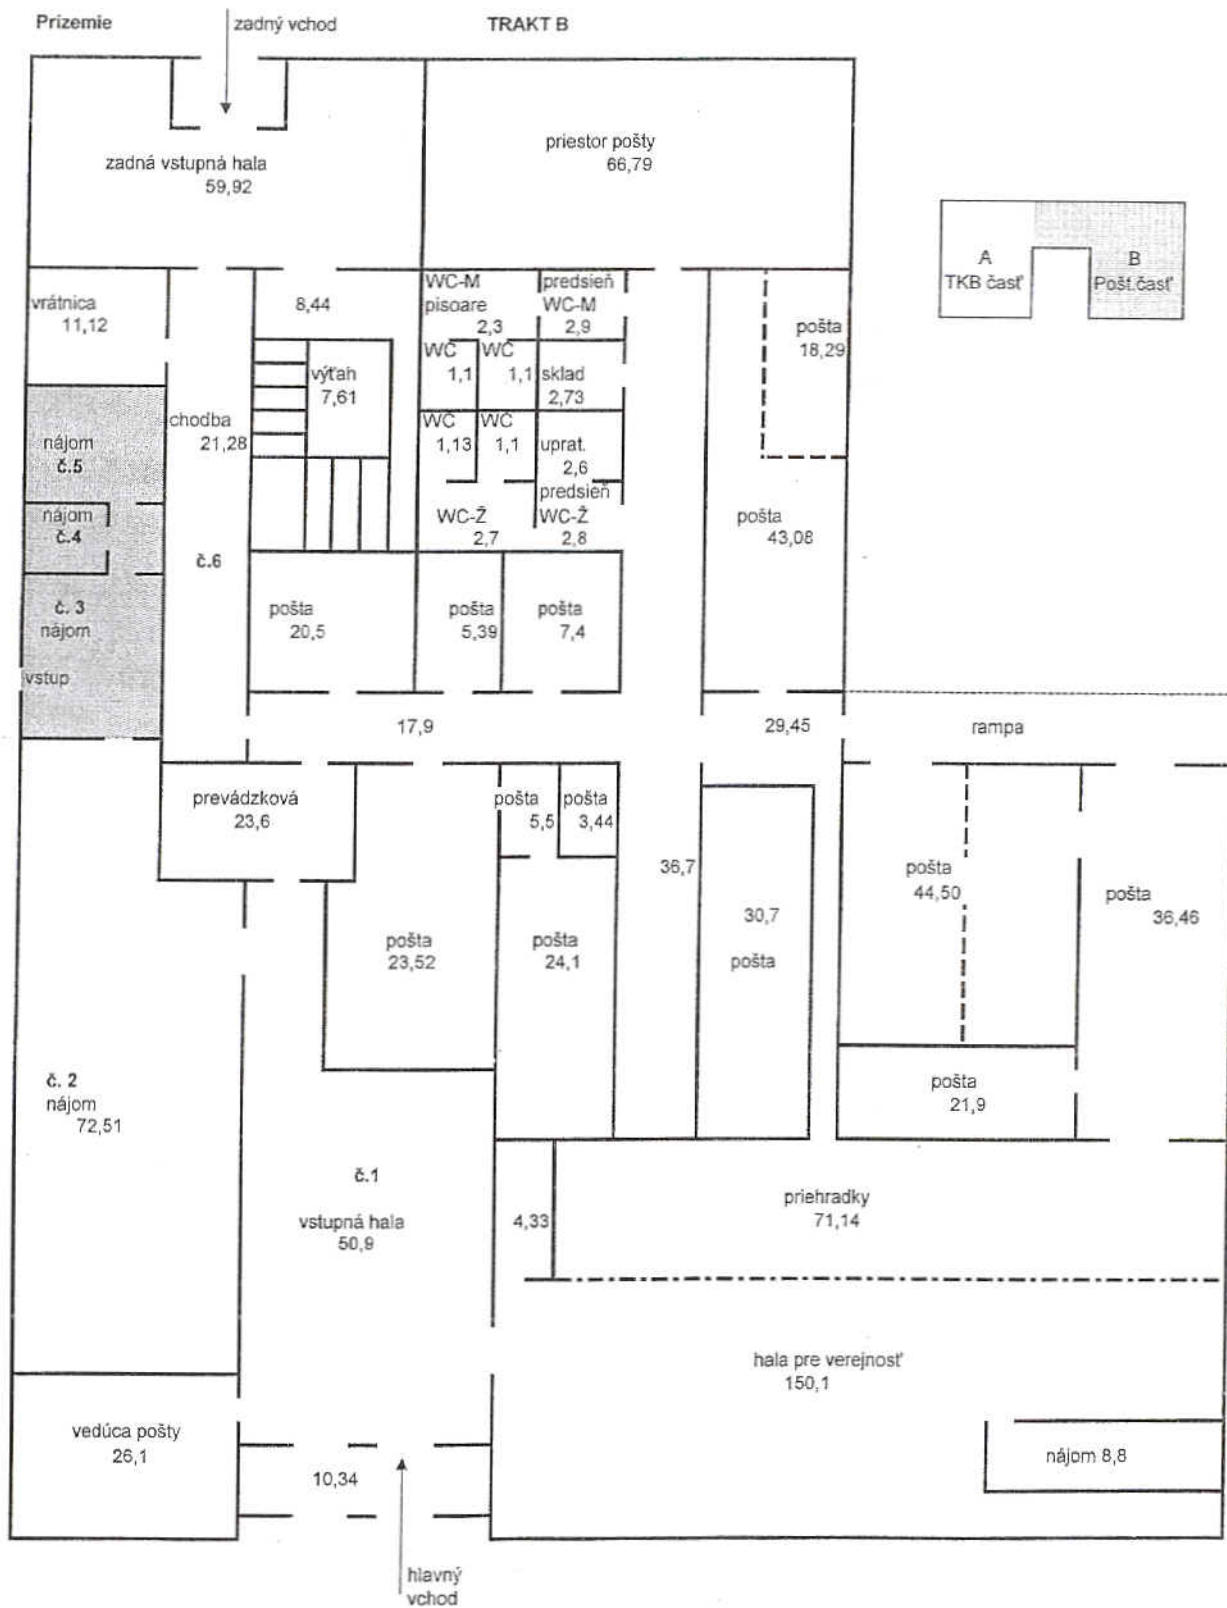 Prízemie
zadný vchod
TRAKT B
zadná vstupná hala
59,92
priestor pošty
66,79
A
TKB časť
B
Pošt.časť
vrátnica
11,12
8,44
WC-M
pisoare
2,3
predsieň
WC-M
2,9
pošta
18,29
výťah
7,61
WC
1,1
WC
1,1
sklad
2,73
chodba
21,28
WC
1,13
WC
1,1
uprat.
2,6
nájom
č.5
nájom
č.4
predsieň
WC-Ž
2,8
WC-Ž
2,7
pošta
43,08
č.6
č. 3
nájom
vstup
pošta
20,5
pošta
5,39
pošta
7,4
17,9
29,45
rampa
prevádzková
23,6
pošta
5,5
pošta
3,44
36,7
pošta
44,50
pošta
36,46
pošta
23,52
pošta
24,1
30,7
pošta
č. 2
nájom
72,51
pošta
21,9
č.1
vstupná hala
50,9
4,33
priehradky
71,14
hala pre verejnosť
150,1
vedúca pošty
26,1
10,34
nájom 8,8
hlavný
vchod